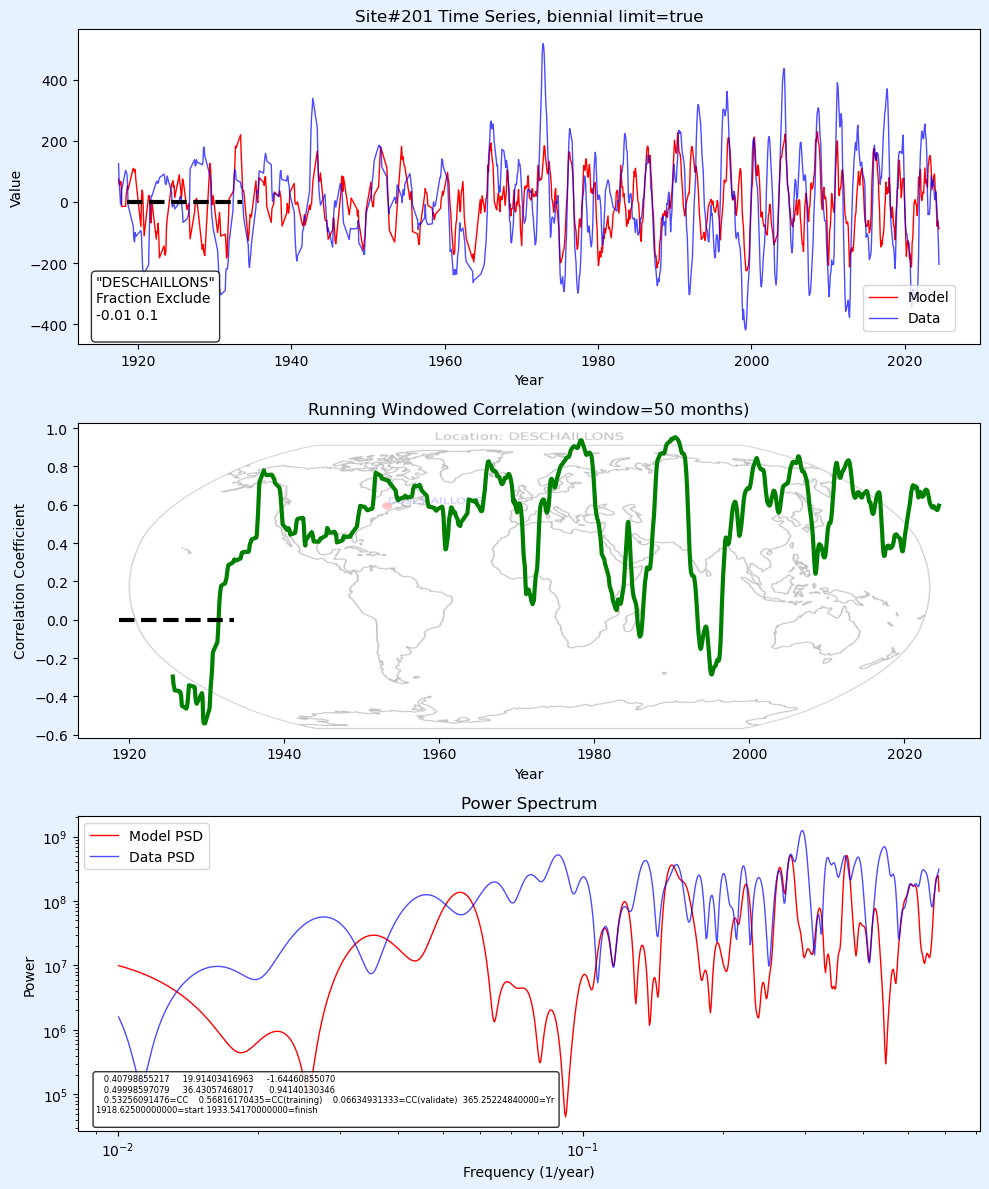 Site#201 Time Series, biennial limit=true
Value
400
200
0
−200
−400
"DESCHAILLONS"
Fraction Exclude
-0.01 0.1
Model
Data
1920 1940 1960 1980 2000 2020
Year
Running Windowed Correlation (window=50 months)
Location: DESCHAILLONS
Correlation Coefficient
1.0
0.8
0.6
0.4
0.2
0.0
−0.2
−0.4
−0.6
1920 1940 1960 1980 2000 2020
Year
Power Spectrum
Model PSD
Data PSD
Power
10⁹
10⁸
10⁷
10⁶
10⁵
0.40798855217 19.91403416963 -1.64460855070
0.49998597079 36.43057468017 0.94140130346
0.53256091476=CC 0.56816170435=CC(training) 0.06634931333=CC(validate) 365.25224840000=Yr
1918.62500000000=start 1933.54170000000=finish
10⁻² 10⁻¹
Frequency (1/year)